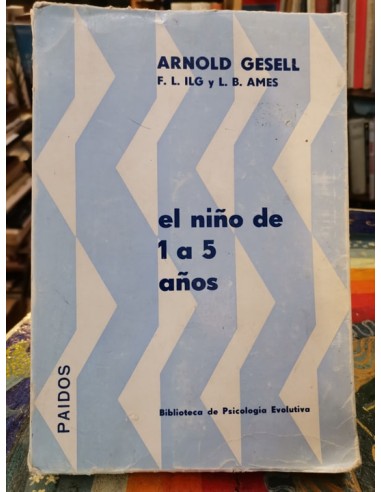 ARNOLD GESELL
F. L. ILG y L. B. AMES
el niño de
1 a 5
años
Biblioteca de Psicología Evolutiva
PAIDOS